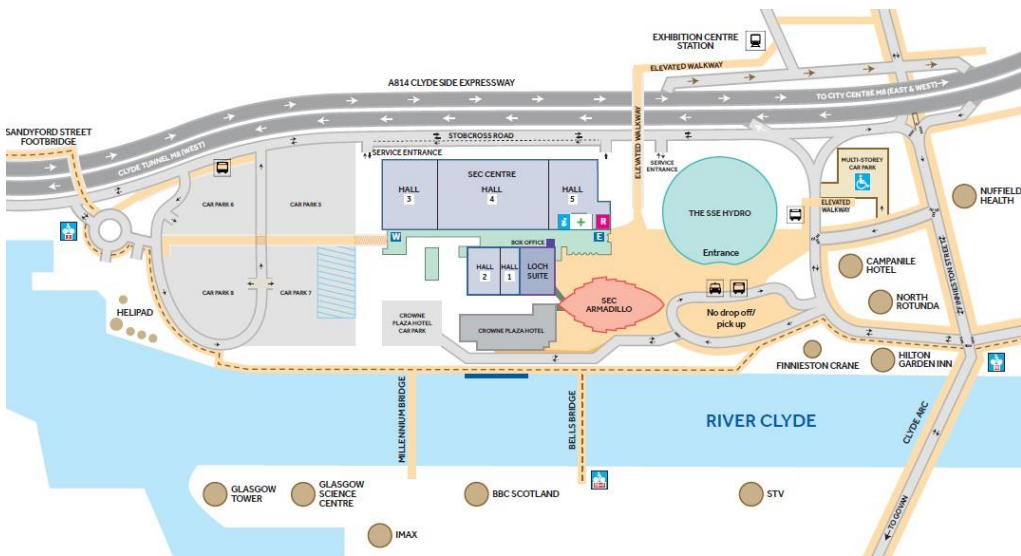 EXHIBITION CENTRE
STATION
ELEVATED WALKWAY
A814 CLYDESIDE EXPRESSWAY
TO CITY CENTRE M8 (EAST & WEST)
SANDYFORD STREET
FOOTBRIDGE
CLYDE TUNNEL M8 (WEST)
STOBCROSS ROAD
SERVICE ENTRANCE
ELEVATED WALKWAY
SERVICE
ENTRANCE
MULTI-STOREY
CAR PARK
HALL
3
SEC CENTRE
HALL
4
HALL
5
i
R
CAR PARK 6
CAR PARK 5
THE SSE HYDRO
Entrance
ELEVATED
WALKWAY
NUFFIELD
HEALTH
FINNIESTON STREET
W
E
BOX OFFICE
HALL
2
HALL
1
LOCH
SUITE
CAMPANILE
HOTEL
CAR PARK 8
CAR PARK 7
SEC
ARMADILLO
No drop off/
pick up
NORTH
ROTUNDA
HELIPAD
CROWNE
PLAZA HOTEL
CAR PARK
CROWNE PLAZA HOTEL
FINNIESTON CRANE
HILTON
GARDEN INN
MILLENNIUM BRIDGE
BELLS BRIDGE
RIVER CLYDE
CLYDE ARC
GLASGOW
TOWER
GLASGOW
SCIENCE
CENTRE
BBC SCOTLAND
STV
IMAX
TO GOVAN